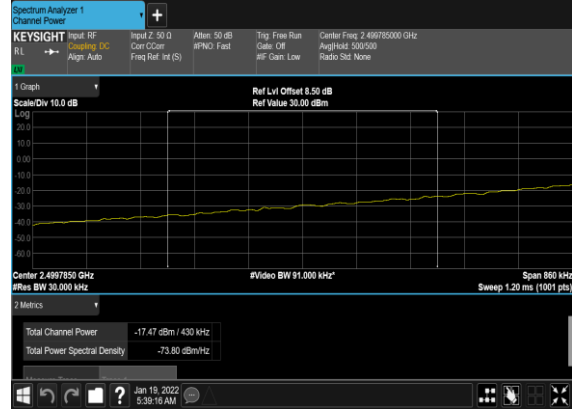 Spectrum Analyzer 1
Channel Power
+
KEYSIGHT Input: RF Input Z: 50 Ω Atten: 50 dB Trig: Free Run Center Freq: 2.499785000 GHz
RL Coupling: DC Corr CCorr #PNO: Fast Gate: Off Avg|Hold: 500/500
Align: Auto Freq Ref: Int (S) #IF Gain: Low Radio Std: None
1 Graph
Ref Lvl Offset 8.50 dB
Scale/Div 10.0 dB Ref Value 30.00 dBm
Log
20.0
10.0
0.00
-10.0
-20.0
-30.0
-40.0
-50.0
-60.0
Center 2.4997850 GHz #Video BW 91.000 kHz* Span 860 kHz
#Res BW 30.000 kHz Sweep 1.20 ms (1001 pts)
2 Metrics
Total Channel Power -17.47 dBm / 430 kHz
Total Power Spectral Density -73.80 dBm/Hz
? Jan 19, 2022
5:39:16 AM